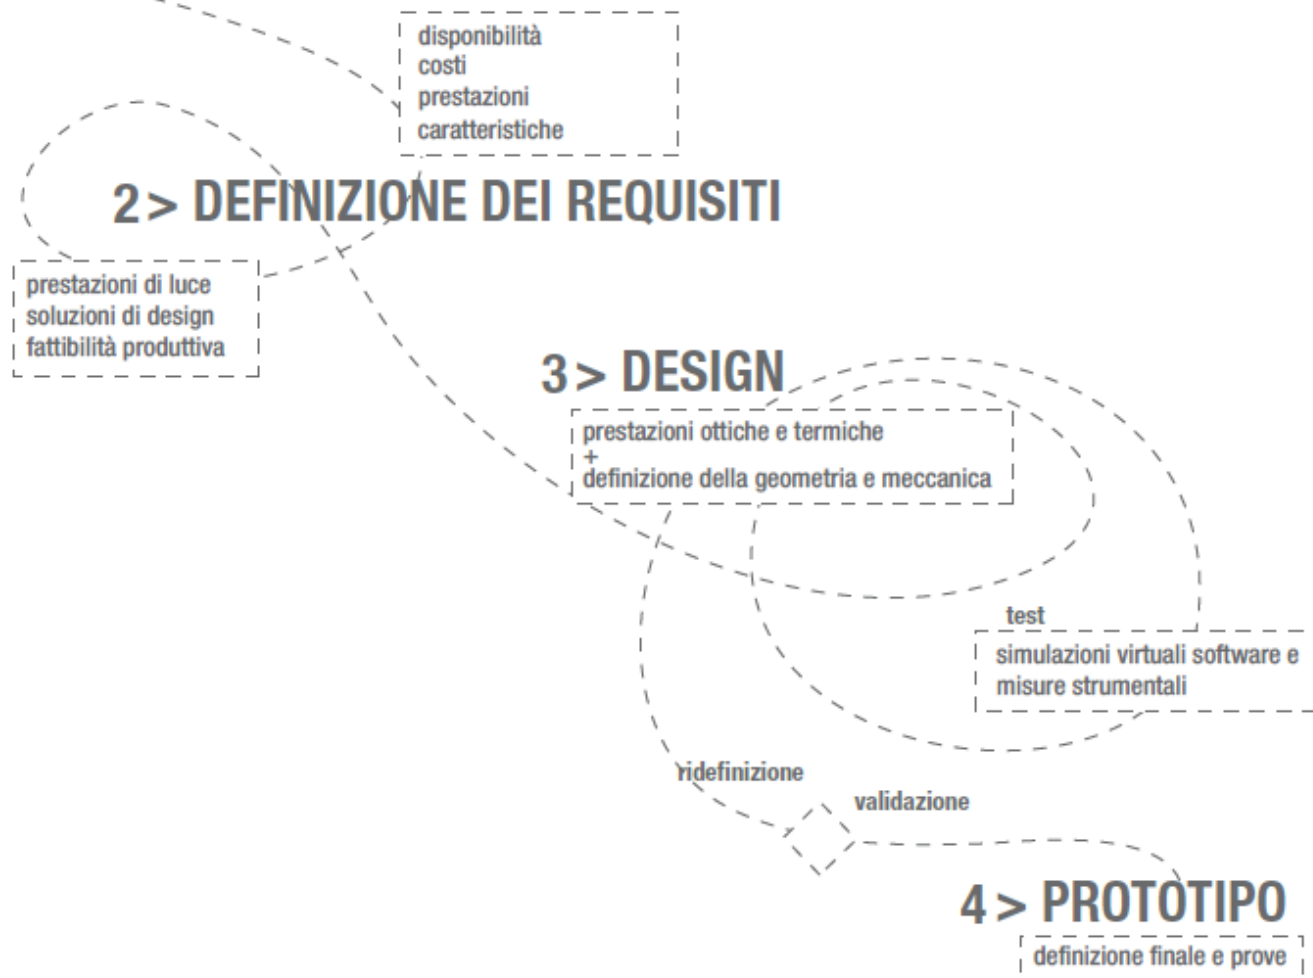 disponibilità
costi
prestazioni
caratteristiche
2 > DEFINIZIONE DEI REQUISITI
prestazioni di luce
soluzioni di design
fattibilità produttiva
3 > DESIGN
prestazioni ottiche e termiche
+
definizione della geometria e meccanica
test
simulazioni virtuali software e
misure strumentali
ridefinizione
validazione
4 > PROTOTIPO
definizione finale e prove